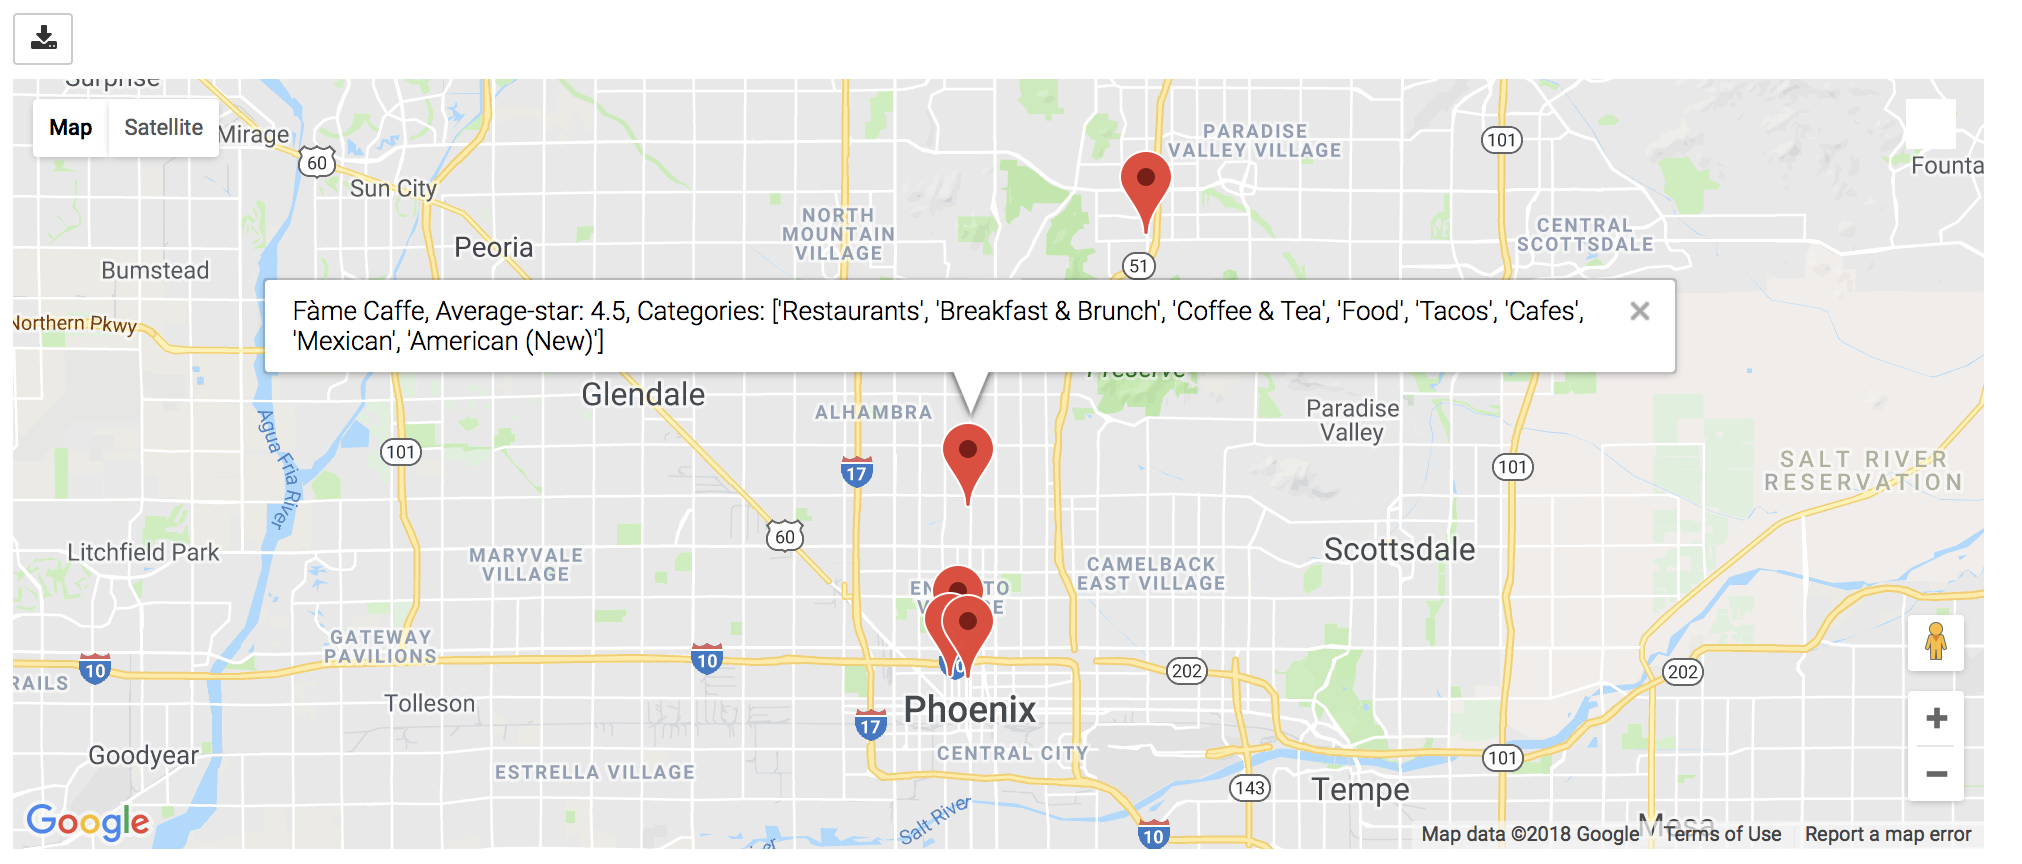 Surprise
Map Satellite
Mirage
60
Sun City
PARADISE
VALLEY VILLAGE
101
Founta
NORTH
MOUNTAIN
VILLAGE
CENTRAL
SCOTTSDALE
Peoria
Bumstead
51
Northern Pkwy
Fàme Caffe, Average-star: 4.5, Categories: ['Restaurants', 'Breakfast & Brunch', 'Coffee & Tea', 'Food', 'Tacos', 'Cafes',
'Mexican', 'American (New)']
Preserve
Glendale
ALHAMBRA
Paradise
Valley
Agua Fria River
101
17
101
SALT RIVER
RESERVATION
60
Litchfield Park
MARYVALE
VILLAGE
CAMELBACK
EAST VILLAGE
Scottsdale
GATEWAY
PAVILIONS
10
10
202
202
RAILS
Tolleson
Phoenix
17
CENTRAL CITY
Goodyear
ESTRELLA VILLAGE
101
143
Tempe
Salt River
10
Mesa
Google
Map data ©2018 Google Terms of Use Report a map error